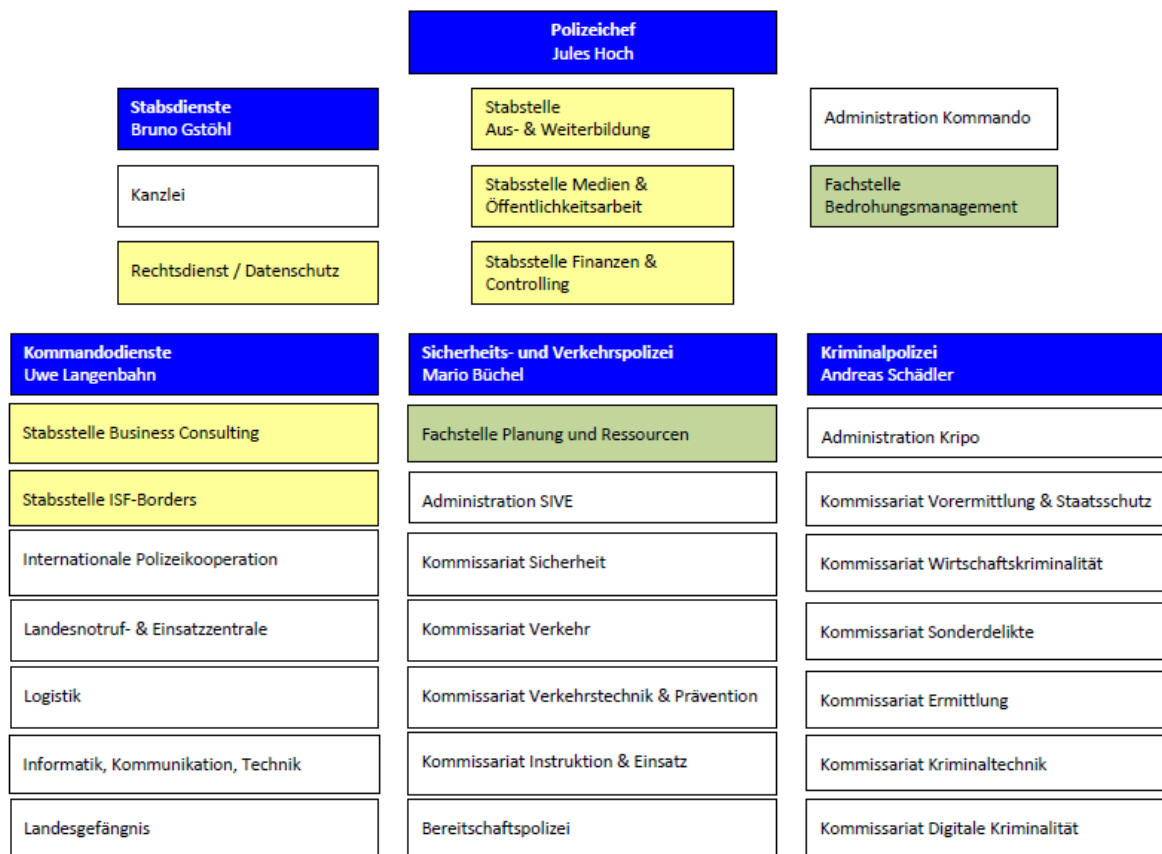 Polizeichef
Jules Hoch
Stabsdienste
Bruno Gstöhl
Stabstelle
Aus- & Weiterbildung
Administration Kommando
Kanzlei
Stabsstelle Medien &
Öffentlichkeitsarbeit
Fachstelle
Bedrohungsmanagement
Rechtsdienst / Datenschutz
Stabsstelle Finanzen &
Controlling
Kommandodienste
Uwe Langenbahn
Stabsstelle Business Consulting
Stabsstelle ISF-Borders
Internationale Polizeikooperation
Landesnotruf- & Einsatzzentrale
Logistik
Informatik, Kommunikation, Technik
Landesgefängnis
Sicherheits- und Verkehrspolizei
Mario Büchel
Fachstelle Planung und Ressourcen
Administration SIVE
Kommissariat Sicherheit
Kommissariat Verkehr
Kommissariat Verkehrstechnik & Prävention
Kommissariat Instruktion & Einsatz
Bereitschaftspolizei
Kriminalpolizei
Andreas Schädler
Administration Kripo
Kommissariat Vorermittlung & Staatsschutz
Kommissariat Wirtschaftskriminalität
Kommissariat Sonderdelikte
Kommissariat Ermittlung
Kommissariat Kriminaltechnik
Kommissariat Digitale Kriminalität